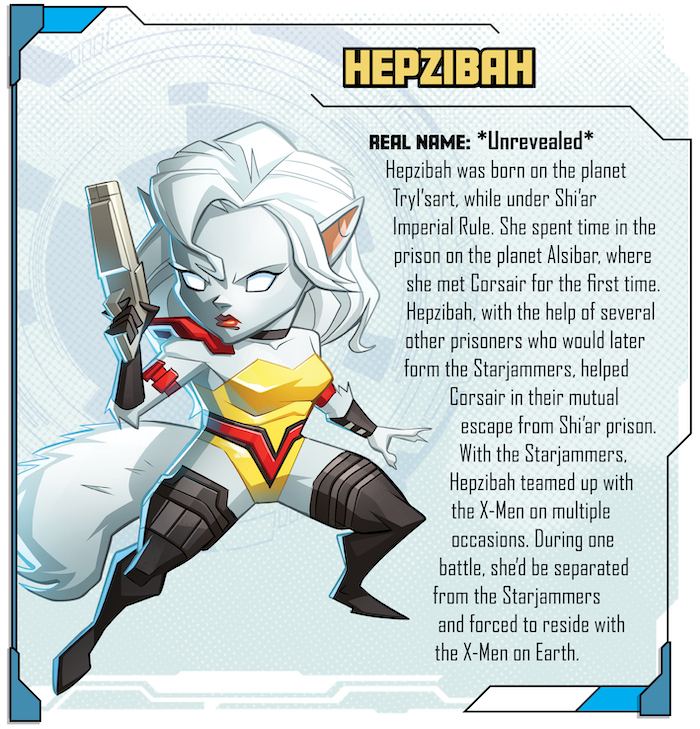 HEPZIBAH
REAL NAME: *Unrevealed*
Hepzibah was born on the planet
Tryl'sart, while under Shi'ar
Imperial Rule. She spent time in the
prison on the planet Alsibar, where
she met Corsair for the first time.
Hepzibah, with the help of several
other prisoners who would later
form the Starjammers, helped
Corsair in their mutual
escape from Shi'ar prison.
With the Starjammers,
Hepzibah teamed up with
the X-Men on multiple
occasions. During one
battle, she'd be separated
from the Starjammers
and forced to reside with
the X-Men on Earth.